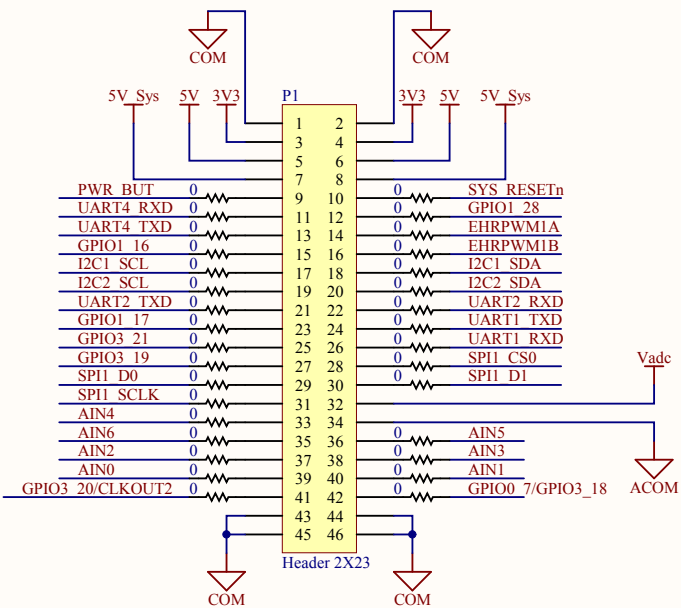 COM COM
5V_Sys 5V 3V3 P1 3V3 5V 5V_Sys
1 2
3 4
5 6
7 8
PWR_BUT 0 9 10 0 SYS_RESETn
UART4_RXD 0 11 12 0 GPIO1_28
UART4_TXD 0 13 14 0 EHRPWM1A
GPIO1_16 0 15 16 0 EHRPWM1B
I2C1_SCL 0 17 18 0 I2C1_SDA
I2C2_SCL 0 19 20 0 I2C2_SDA
UART2_TXD 0 21 22 0 UART2_RXD
GPIO1_17 0 23 24 0 UART1_TXD
GPIO3_21 0 25 26 0 UART1_RXD
GPIO3_19 0 27 28 0 SPI1_CS0
SPI1_D0 0 29 30 0 SPI1_D1
SPI1_SCLK 0 31 32 Vadc
AIN4 0 33 34
AIN6 0 35 36 0 AIN5
AIN2 0 37 38 0 AIN3
AIN0 0 39 40 0 AIN1
GPIO3_20/CLKOUT2 0 41 42 0 GPIO0_7/GPIO3_18 ACOM
43 44
45 46
Header 2X23
COM COM